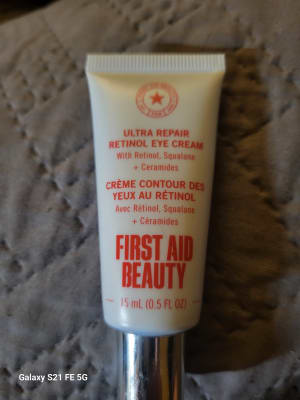 ULTRA REPAIR
RETINOL EYE CREAM
With Retinol, Squalane
+ Ceramides
CRÈME CONTOUR DES
YEUX AU RÉTINOL
Avec Rétinol, Squalane
+ Céramides
FIRST AID
BEAUTY
15 mL (0.5 FL OZ)
Galaxy S21 FE 5G